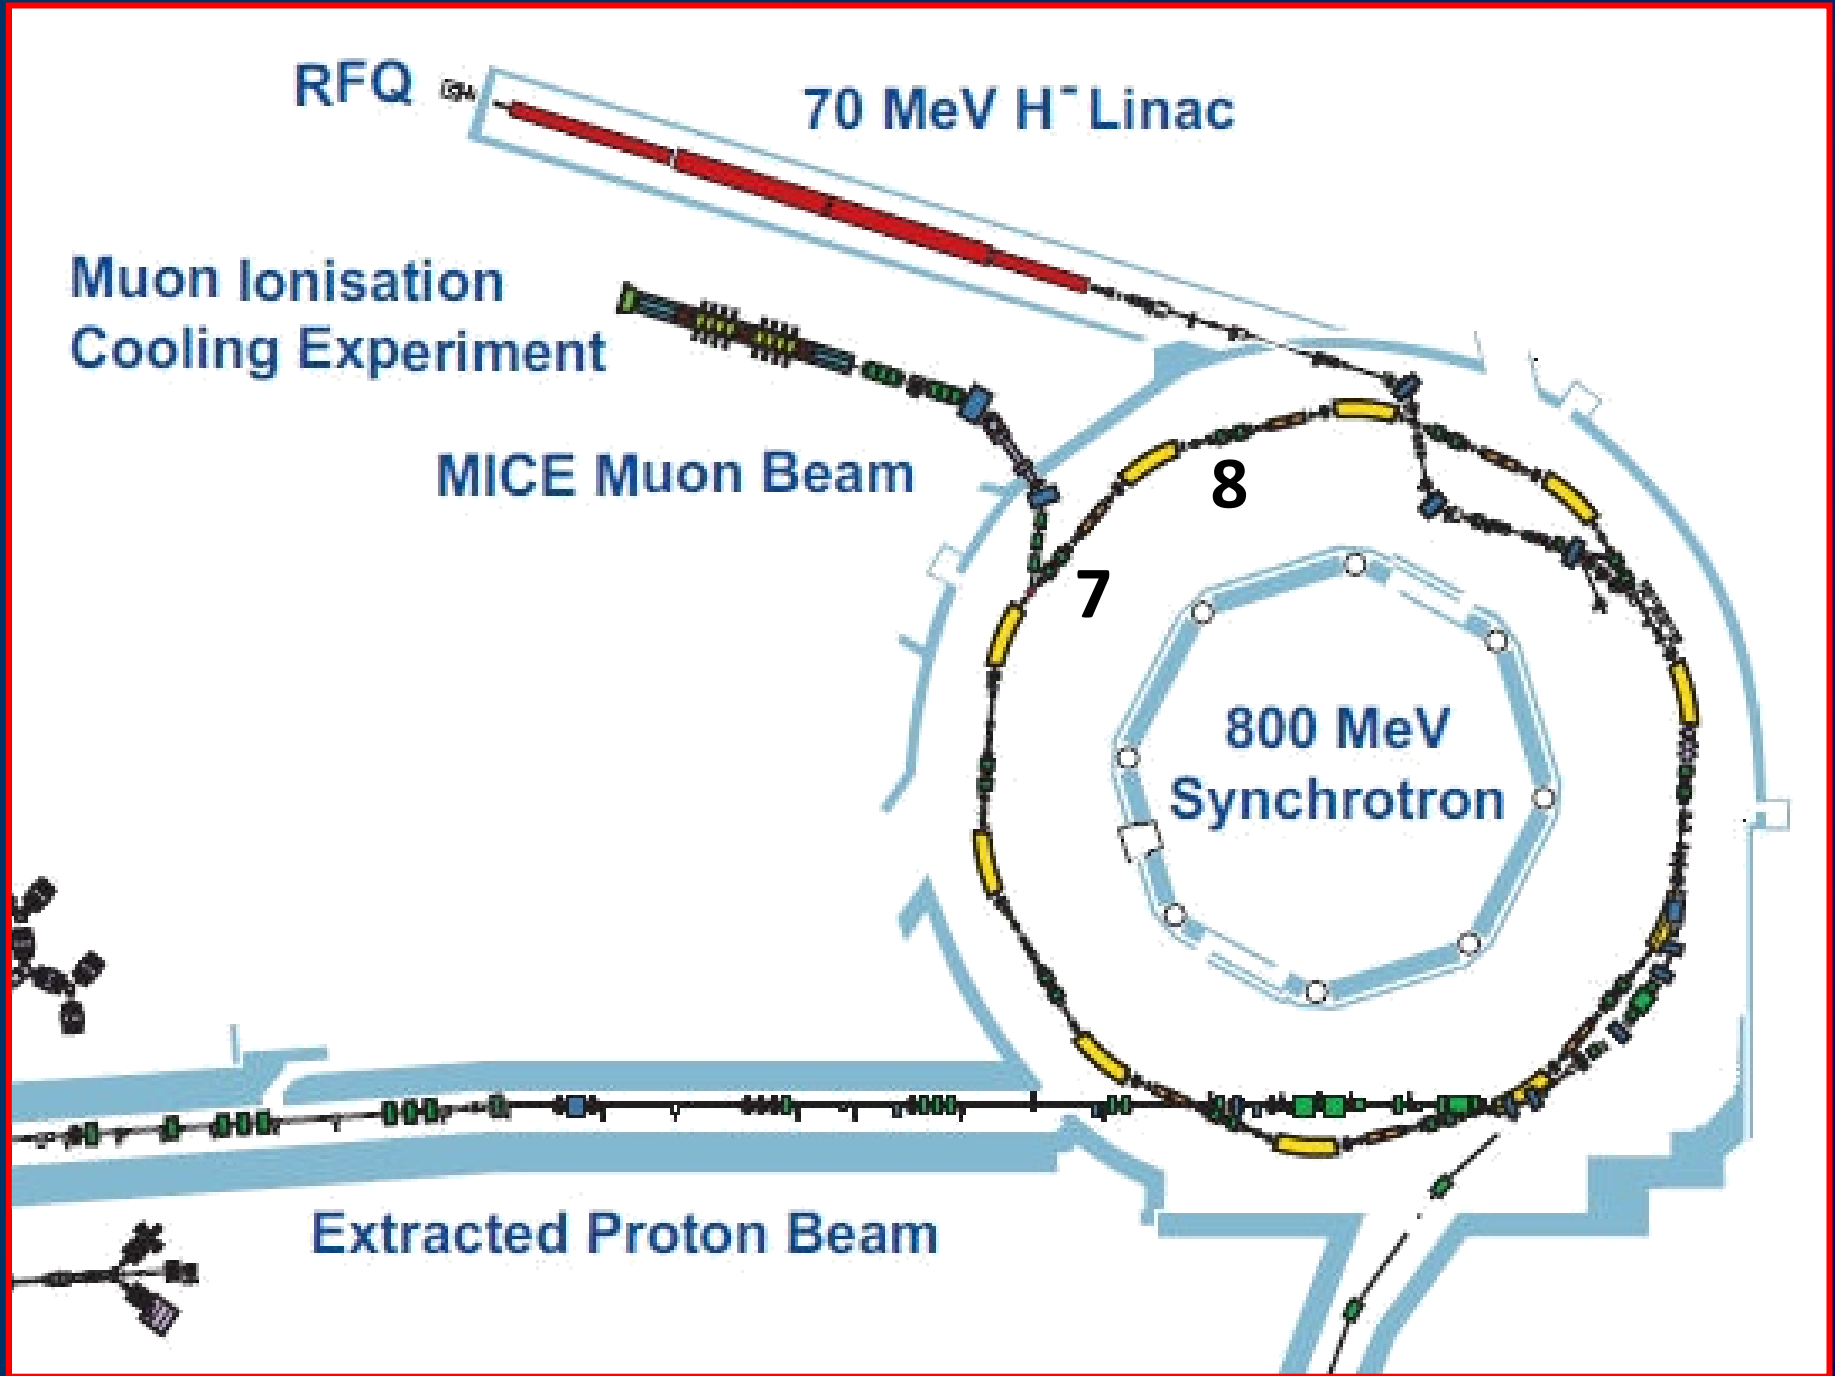 RFQ
70 MeV H⁻ Linac
Muon Ionisation
Cooling Experiment
MICE Muon Beam
8
7
800 MeV
Synchrotron
Extracted Proton Beam